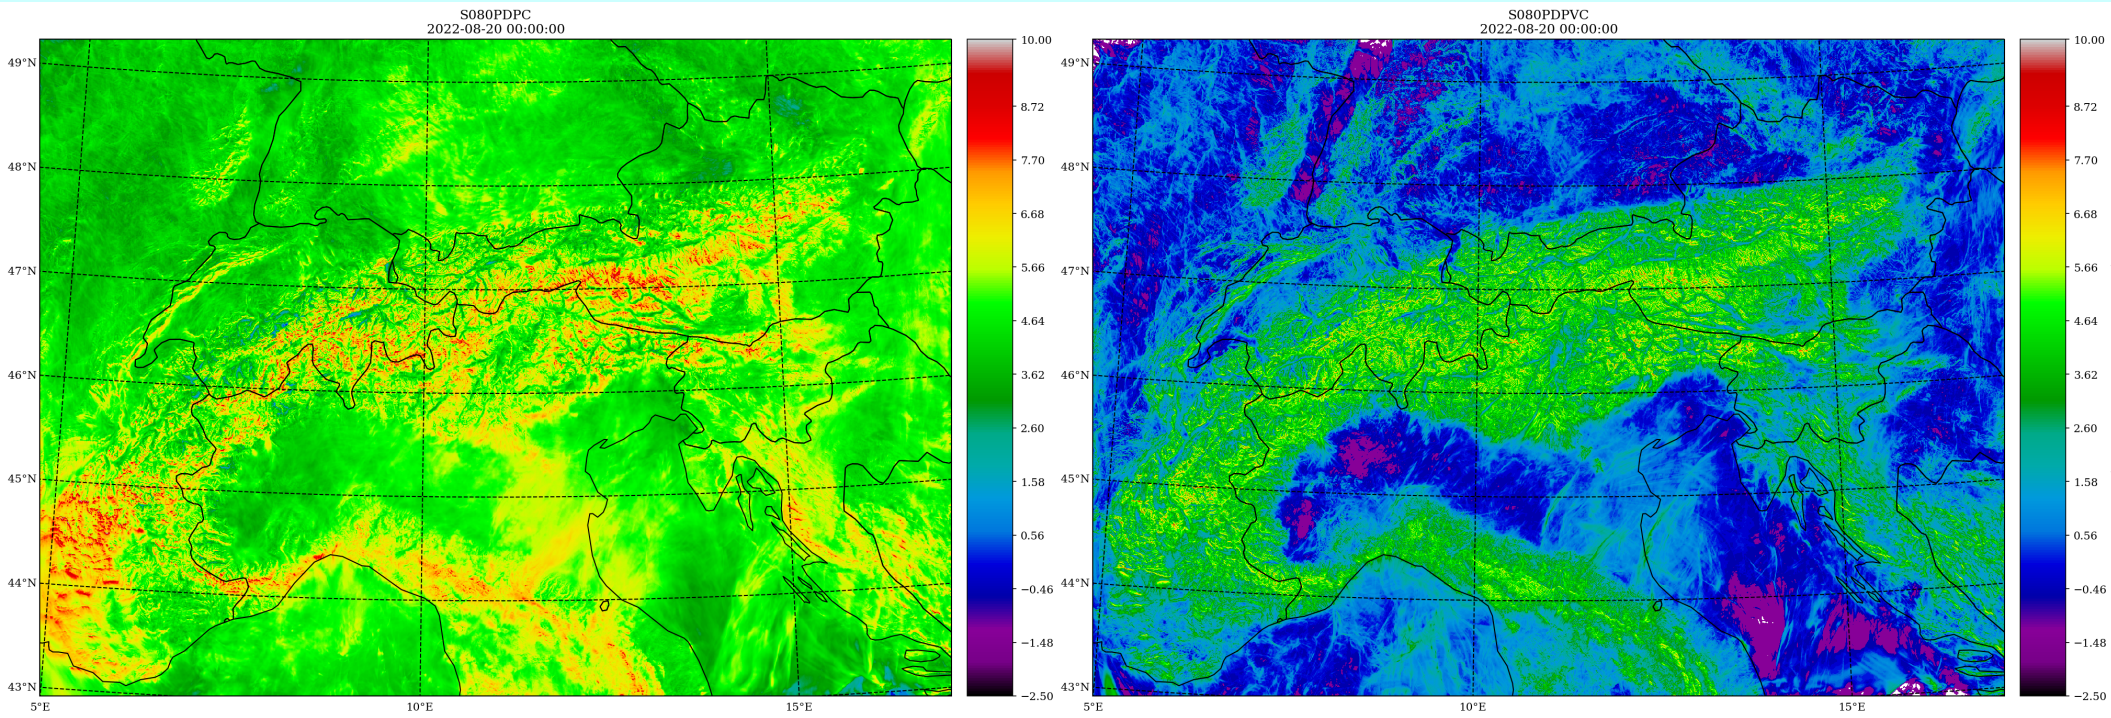 S080PDPC
2022-08-20 00:00:00
49°N
48°N
47°N
46°N
45°N
44°N
43°N
5°E
10°E
15°E
10.00
8.72
7.70
6.68
5.66
4.64
3.62
2.60
1.58
0.56
−0.46
−1.48
−2.50
S080PDPVC
2022-08-20 00:00:00
49°N
48°N
47°N
46°N
45°N
44°N
43°N
5°E
10°E
15°E
10.00
8.72
7.70
6.68
5.66
4.64
3.62
2.60
1.58
0.56
−0.46
−1.48
−2.50